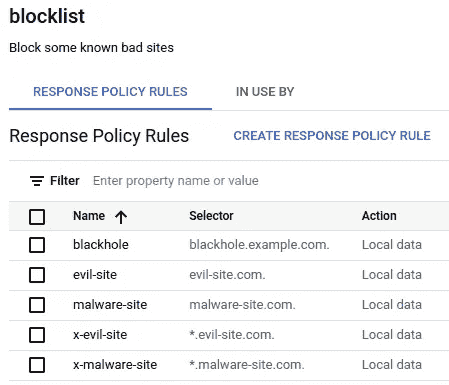 blocklist
Block some known bad sites
RESPONSE POLICY RULES IN USE BY
Response Policy Rules CREATE RESPONSE POLICY RULE
Filter Enter property name or value
Name Selector Action
blackhole blackhole.example.com. Local data
evil-site evil-site.com. Local data
malware-site malware-site.com. Local data
x-evil-site *.evil-site.com. Local data
x-malware-site *.malware-site.com. Local data